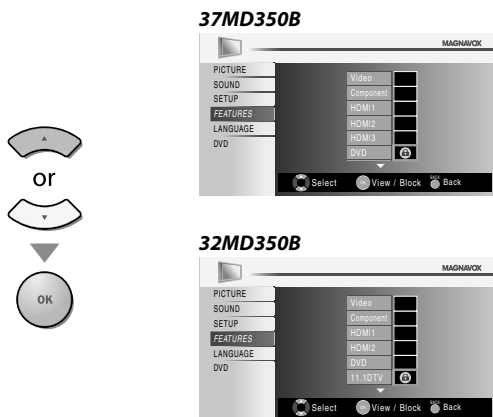 37MD350B
MAGNAVOX
PICTURE
SOUND
SETUP
FEATURES
LANGUAGE
DVD
Video
Component
HDMI1
HDMI2
HDMI3
DVD
Select
OK View / Block
BACK Back
or
OK
32MD350B
MAGNAVOX
PICTURE
SOUND
SETUP
FEATURES
LANGUAGE
DVD
Video
Component
HDMI1
HDMI2
DVD
11.1DTV
Select
OK View / Block
BACK Back